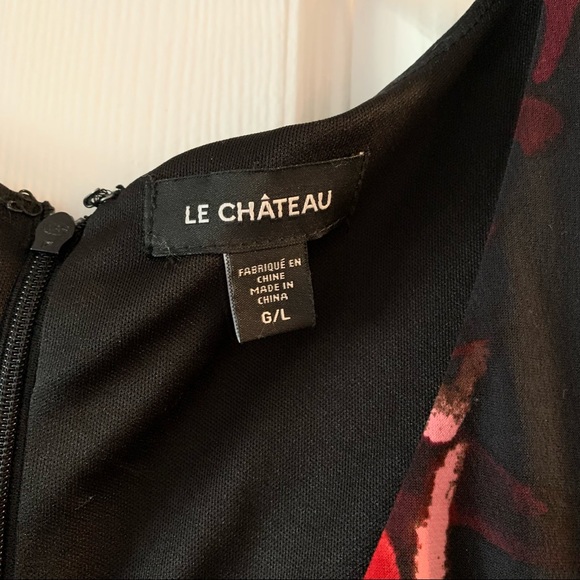 LE CHÂTEAU
FABRIQUÉ EN
CHINE
MADE IN
CHINA
G/L